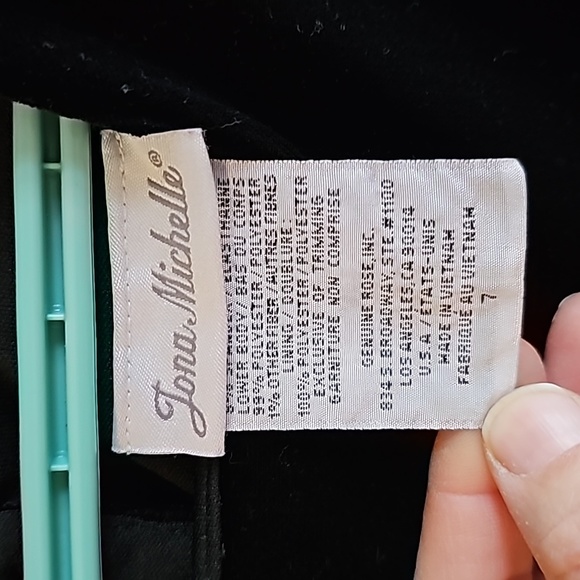 Jona Michelle®
ELASTHANNE
LOWER BODY/BAS DU CORPS
99% POLYESTER/POLYESTER
1% OTHER FIBER/AUTRES FIBRES
LINING/DOUBLURE:
100% POLYESTER/POLYESTER
EXCLUSIVE OF TRIMMING
GARNITURE NON COMPRISE
GENUINE ROSE,INC.
834 S. BROADWAY STE.#100
LOS ANGELES,CA 90014
U.S.A/ETATS-UNIS
MADE IN VIETNAM
FABRIQUE AU VIETNAM
7